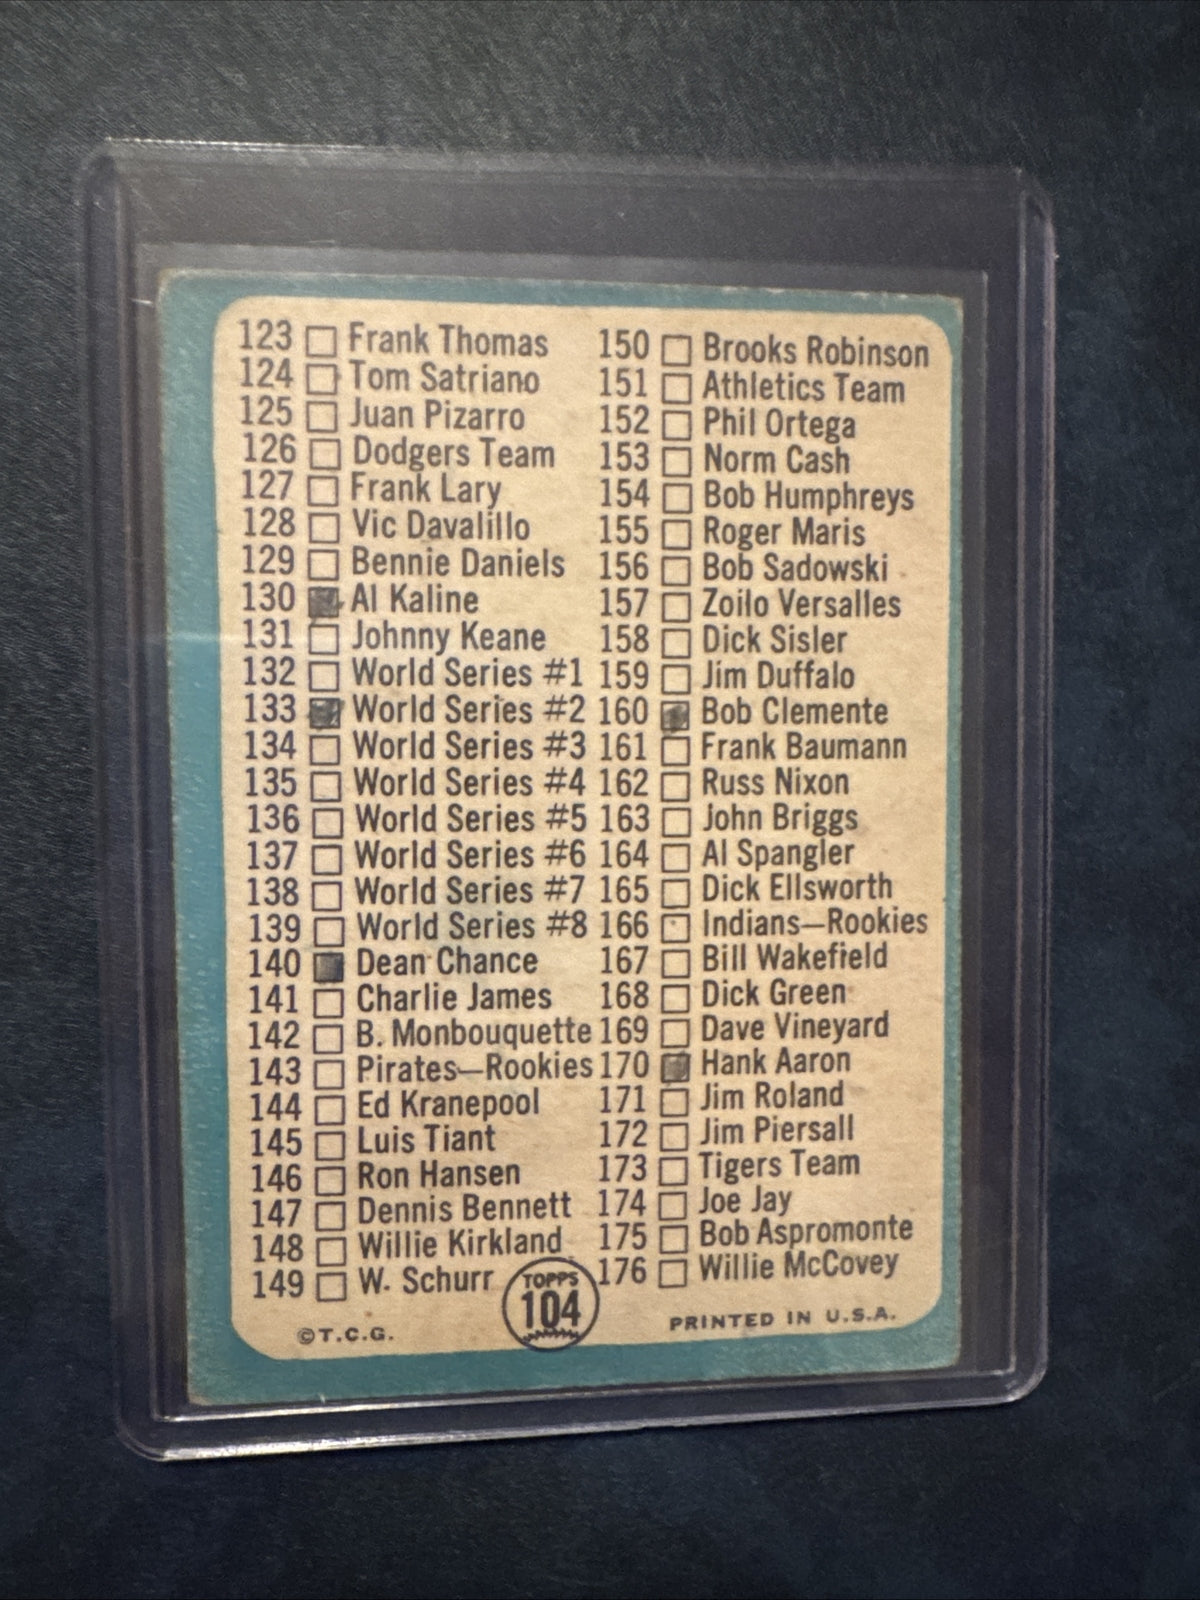 123 Frank Thomas
124 Tom Satriano
125 Juan Pizarro
126 Dodgers Team
127 Frank Lary
128 Vic Davalillo
129 Bennie Daniels
130 Al Kaline
131 Johnny Keane
132 World Series #1
133 World Series #2
134 World Series #3
135 World Series #4
136 World Series #5
137 World Series #6
138 World Series #7
139 World Series #8
140 Dean Chance
141 Charlie James
142 B. Monbouquette
143 Pirates—Rookies
144 Ed Kranepool
145 Luis Tiant
146 Ron Hansen
147 Dennis Bennett
148 Willie Kirkland
149 W. Schurr
150 Brooks Robinson
151 Athletics Team
152 Phil Ortega
153 Norm Cash
154 Bob Humphreys
155 Roger Maris
156 Bob Sadowski
157 Zoilo Versalles
158 Dick Sisler
159 Jim Duffalo
160 Bob Clemente
161 Frank Baumann
162 Russ Nixon
163 John Briggs
164 Al Spangler
165 Dick Ellsworth
166 Indians—Rookies
167 Bill Wakefield
168 Dick Green
169 Dave Vineyard
170 Hank Aaron
171 Jim Roland
172 Jim Piersall
173 Tigers Team
174 Joe Jay
175 Bob Aspromonte
176 Willie McCovey
TOPPS
104
©T.C.G.
PRINTED IN U.S.A.